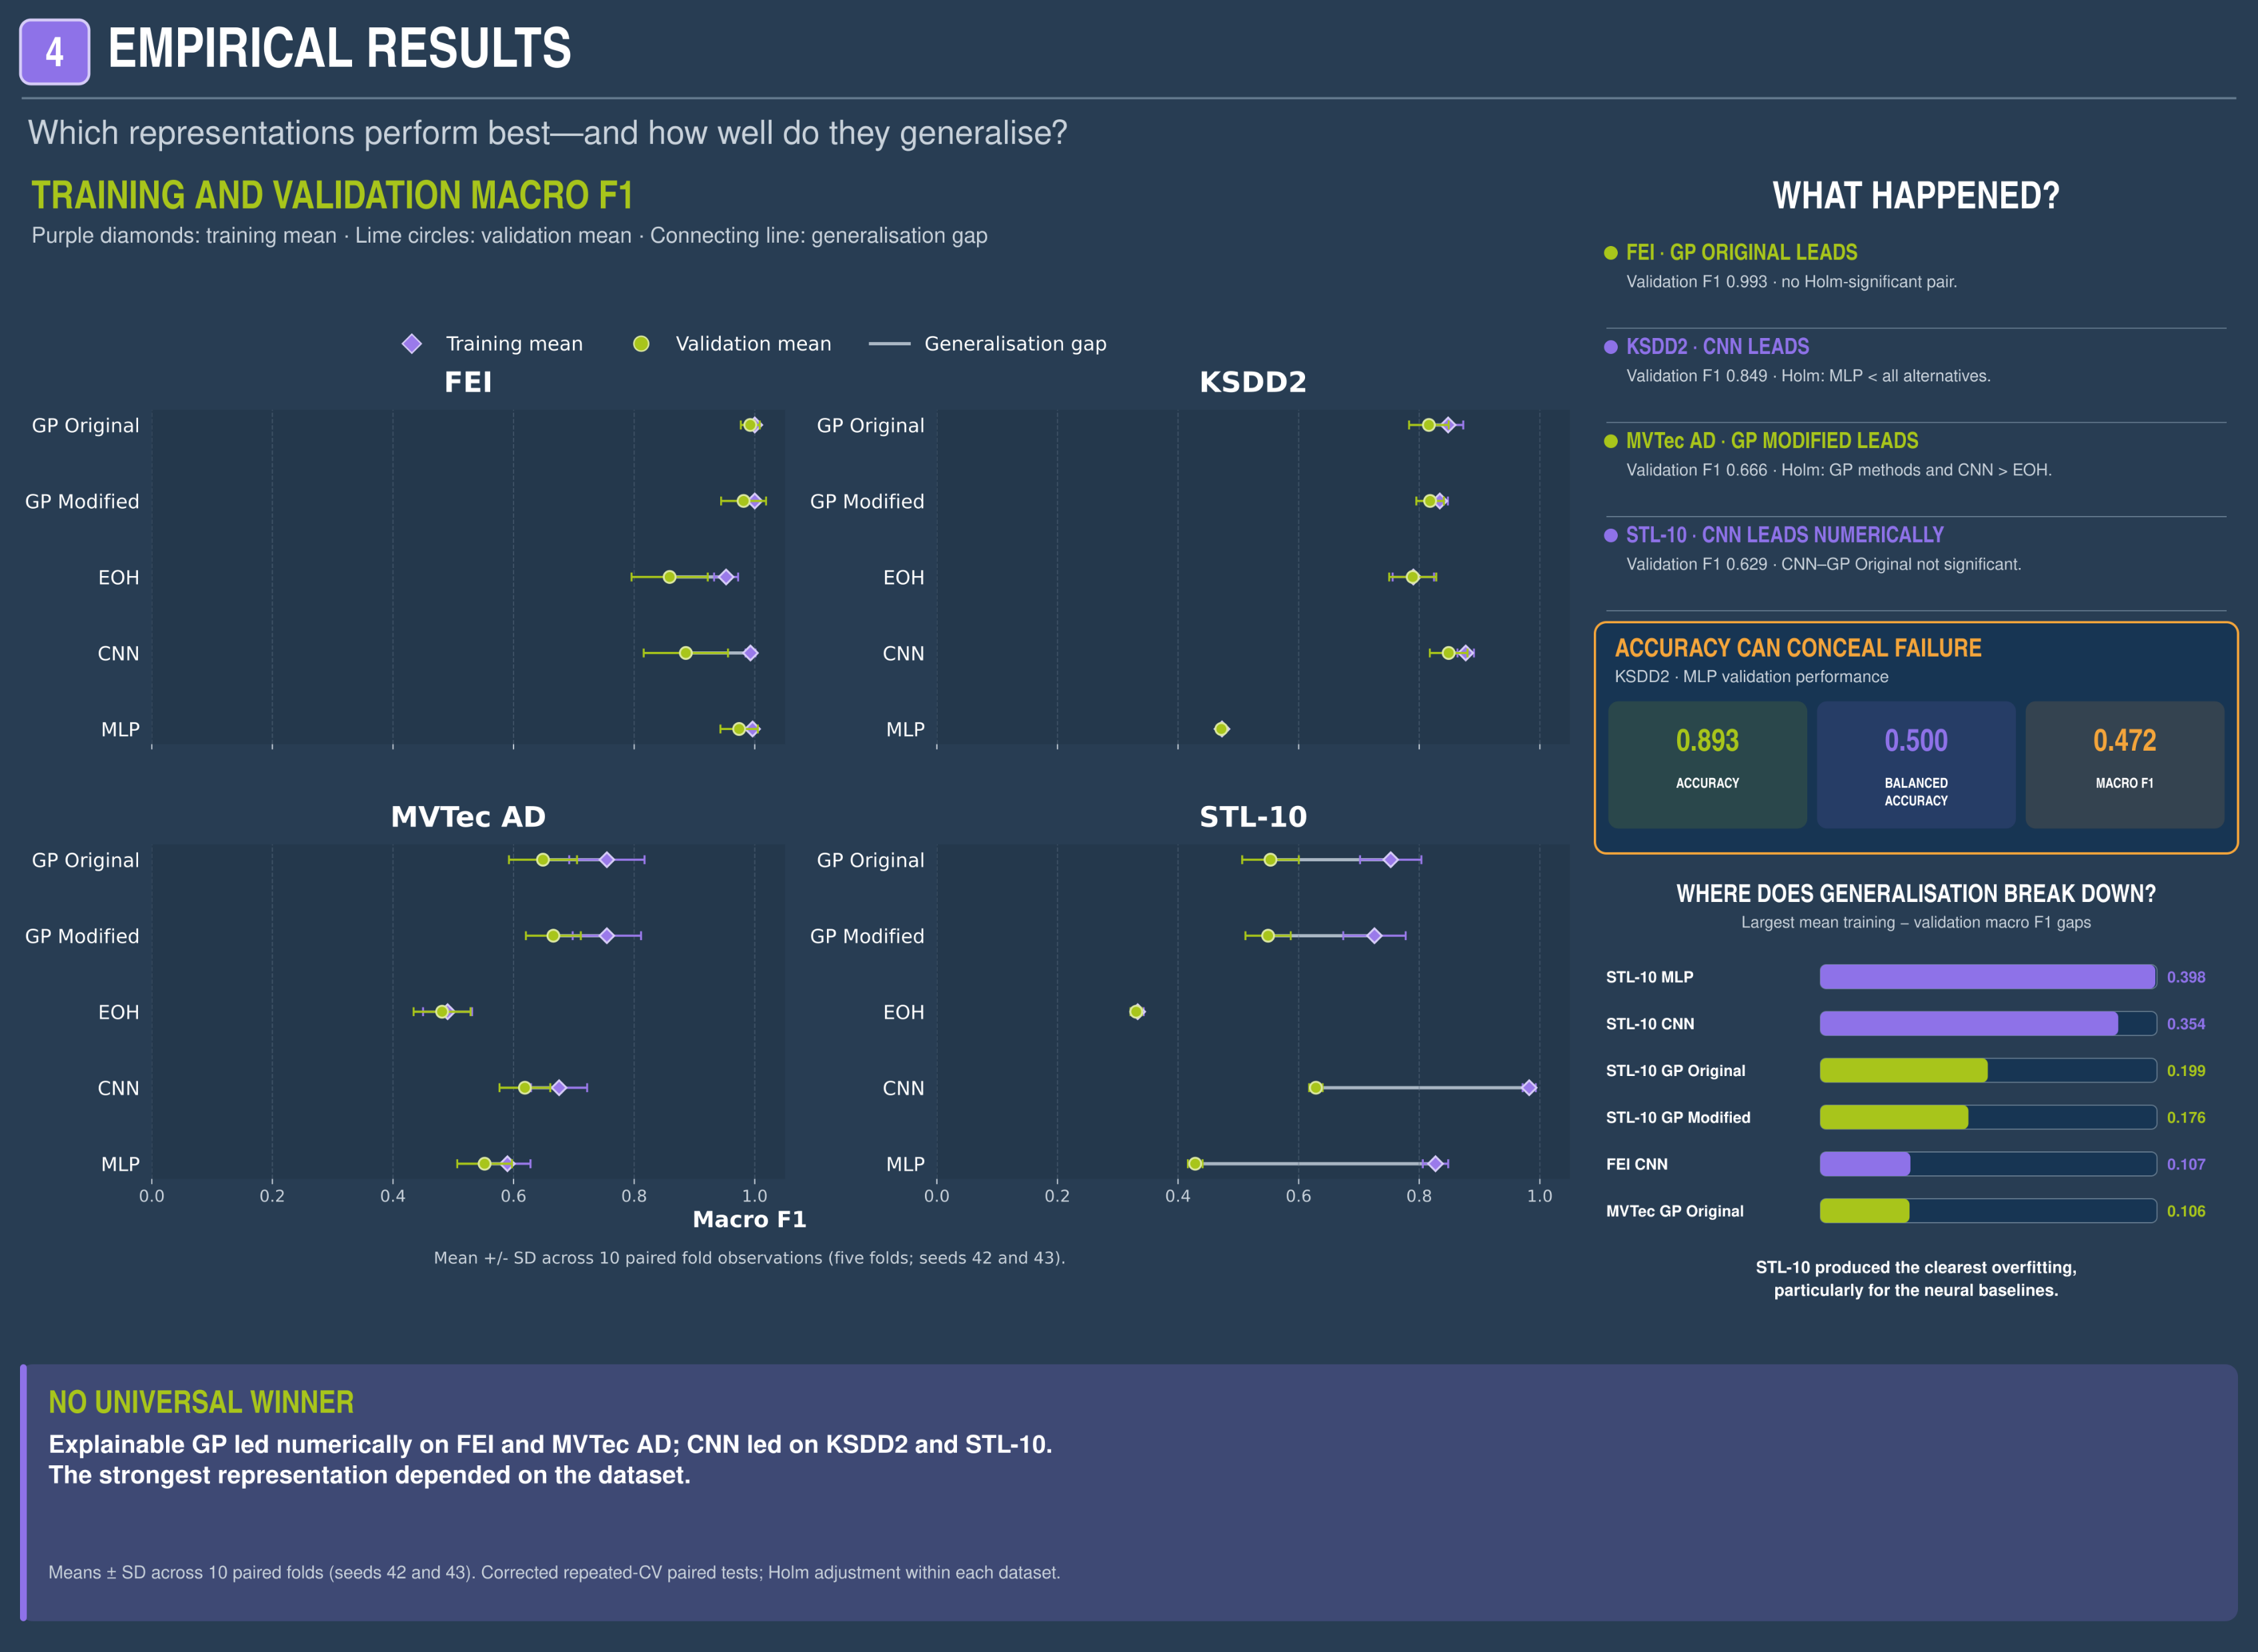 4
EMPIRICAL RESULTS
Which representations perform best—and how well do they generalise?
TRAINING AND VALIDATION MACRO F1
Purple diamonds: training mean · Lime circles: validation mean · Connecting line: generalisation gap
Training mean
Validation mean
Generalisation gap
FEI
GP Original
GP Modified
EOH
CNN
MLP
KSDD2
GP Original
GP Modified
EOH
CNN
MLP
MVTec AD
GP Original
GP Modified
EOH
CNN
MLP
0.0 0.2 0.4 0.6 0.8 1.0
STL-10
GP Original
GP Modified
EOH
CNN
MLP
0.0 0.2 0.4 0.6 0.8 1.0
Macro F1
Mean +/- SD across 10 paired fold observations (five folds; seeds 42 and 43).
WHAT HAPPENED?
FEI · GP ORIGINAL LEADS
Validation F1 0.993 · no Holm-significant pair.
KSDD2 · CNN LEADS
Validation F1 0.849 · Holm: MLP < all alternatives.
MVTec AD · GP MODIFIED LEADS
Validation F1 0.666 · Holm: GP methods and CNN > EOH.
STL-10 · CNN LEADS NUMERICALLY
Validation F1 0.629 · CNN–GP Original not significant.
ACCURACY CAN CONCEAL FAILURE
KSDD2 · MLP validation performance
0.893
ACCURACY
0.500
BALANCED
ACCURACY
0.472
MACRO F1
WHERE DOES GENERALISATION BREAK DOWN?
Largest mean training – validation macro F1 gaps
STL-10 MLP 0.398
STL-10 CNN 0.354
STL-10 GP Original 0.199
STL-10 GP Modified 0.176
FEI CNN 0.107
MVTec GP Original 0.106
STL-10 produced the clearest overfitting,
particularly for the neural baselines.
NO UNIVERSAL WINNER
Explainable GP led numerically on FEI and MVTec AD; CNN led on KSDD2 and STL-10.
The strongest representation depended on the dataset.
Means ± SD across 10 paired folds (seeds 42 and 43). Corrected repeated-CV paired tests; Holm adjustment within each dataset.